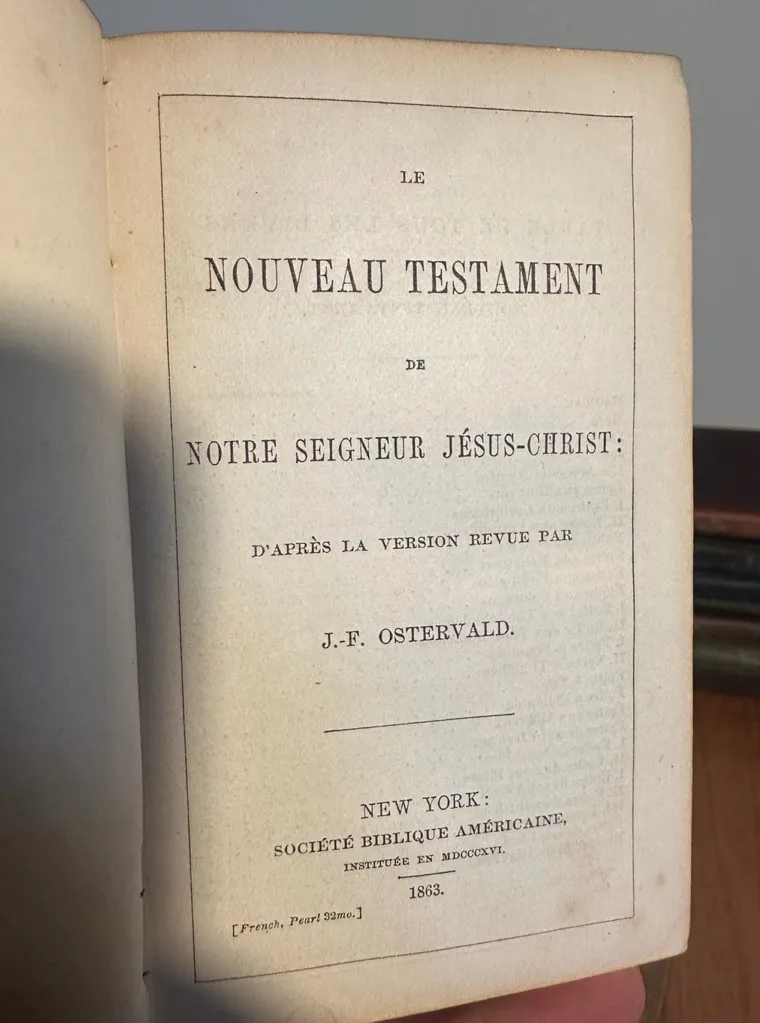 LE
NOUVEAU TESTAMENT
DE
NOTRE SEIGNEUR JÉSUS-CHRIST:
D'APRÈS LA VERSION REVUE PAR
J.-F. OSTERVALD.
NEW YORK:
SOCIÉTÉ BIBLIQUE AMÉRICAINE,
INSTITUÉE EN MDCCCXVI.
1863.
[French, Pearl 32mo.]